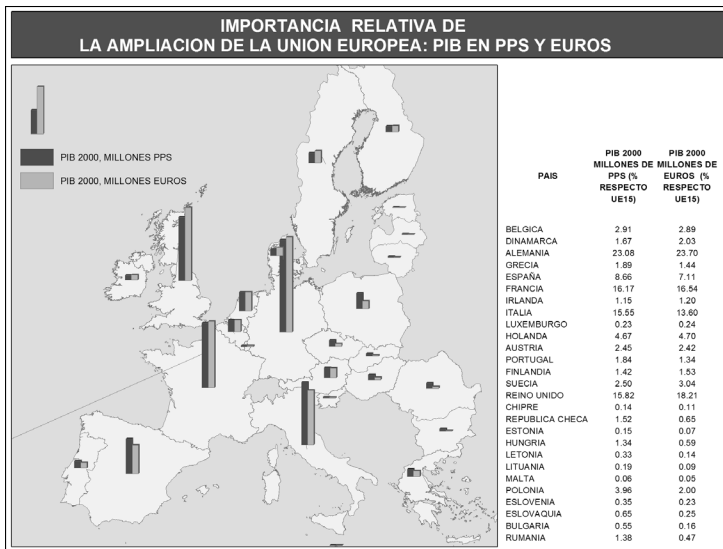 IMPORTANCIA RELATIVA DE
LA AMPLIACION DE LA UNION EUROPEA: PIB EN PPS Y EUROS
PIB 2000, MILLONES PPS
PIB 2000, MILLONES EUROS
PAIS
PIB 2000 MILLONES DE PPS (% RESPECTO UE15)
PIB 2000 MILLONES DE EUROS (% RESPECTO UE15)
BELGICA 2.91 2.89
DINAMARCA 1.67 2.03
ALEMANIA 23.08 23.70
GRECIA 1.89 1.44
ESPAÑA 8.66 7.11
FRANCIA 16.17 16.54
IRLANDA 1.15 1.20
ITALIA 15.55 13.60
LUXEMBURGO 0.23 0.24
HOLANDA 4.67 4.70
AUSTRIA 2.45 2.42
PORTUGAL 1.84 1.34
FINLANDIA 1.42 1.53
SUECIA 2.50 3.04
REINO UNIDO 15.82 18.21
CHIPRE 0.14 0.11
REPUBLICA CHECA 1.52 0.65
ESTONIA 0.15 0.07
HUNGRIA 1.34 0.59
LETONIA 0.33 0.14
LITUANIA 0.19 0.09
MALTA 0.06 0.05
POLONIA 3.96 2.00
ESLOVENIA 0.35 0.23
ESLOVAQUIA 0.65 0.25
BULGARIA 0.55 0.16
RUMANIA 1.38 0.47